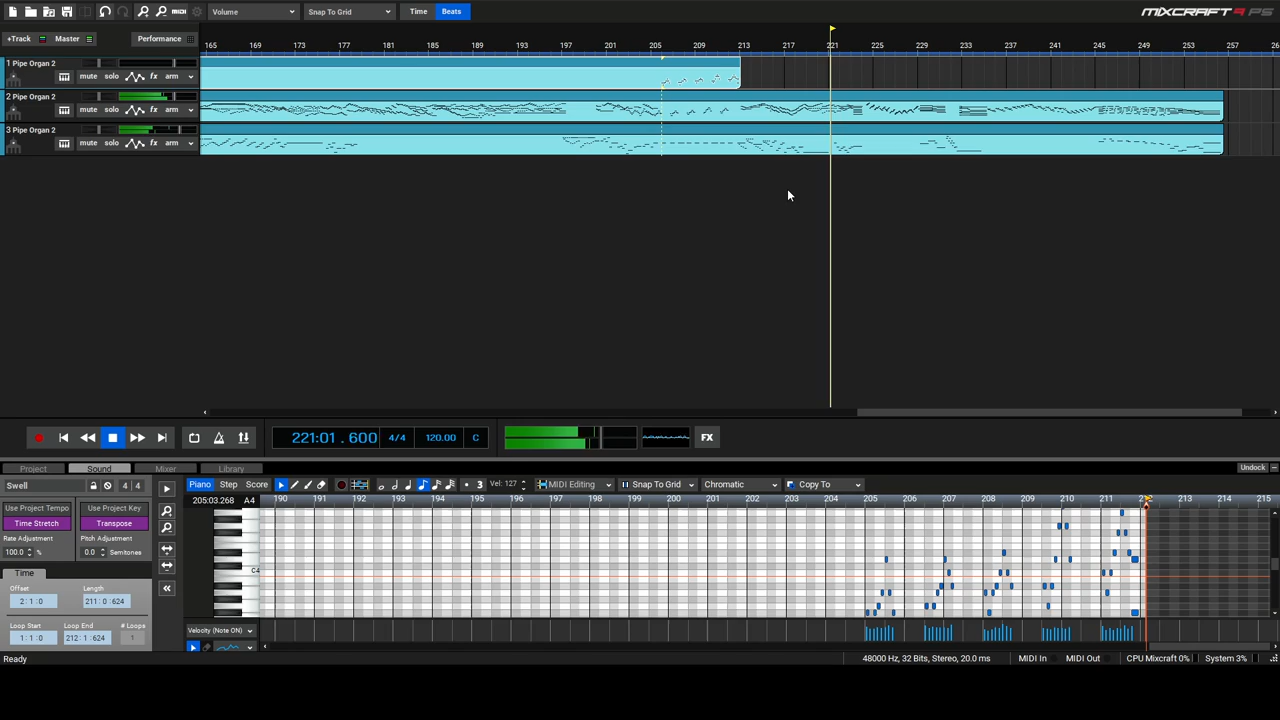 Volume Snap To Grid Time Beats MIXCRAFT 9 PS
+Track Master Performance 165 169 173 177 181 185 189 193 197 201 205 209 213 217 221 225 229 233 237 241 245 249 253 257 26
1 Pipe Organ 2
mute solo fx arm
2 Pipe Organ 2
mute solo fx arm
3 Pipe Organ 2
mute solo fx arm
221:01 . 600 4/4 120.00 C FX
Project Sound Mixer Library Undock
Swell 4 4 Piano Step Score 3 Vel: 127 MIDI Editing Snap To Grid Chromatic Copy To
205:03.268 A4 190 191 192 193 194 195 196 197 198 199 200 201 202 203 204 205 206 207 208 209 210 211 213 214 215
Use Project Tempo Use Project Key
Time Stretch Transpose
Rate Adjustment Pitch Adjustment
100.0 % 0.0 Semitones
C4
Time
Offset Length
2 : 1 : 0 211 : 0 : 624
Loop Start Loop End # Loops
1 : 1 : 0 212 : 1 : 624 1
Velocity (Note ON)
Ready 48000 Hz, 32 Bits, Stereo, 20.0 ms MIDI In MIDI Out CPU Mixcraft 0% System 3%